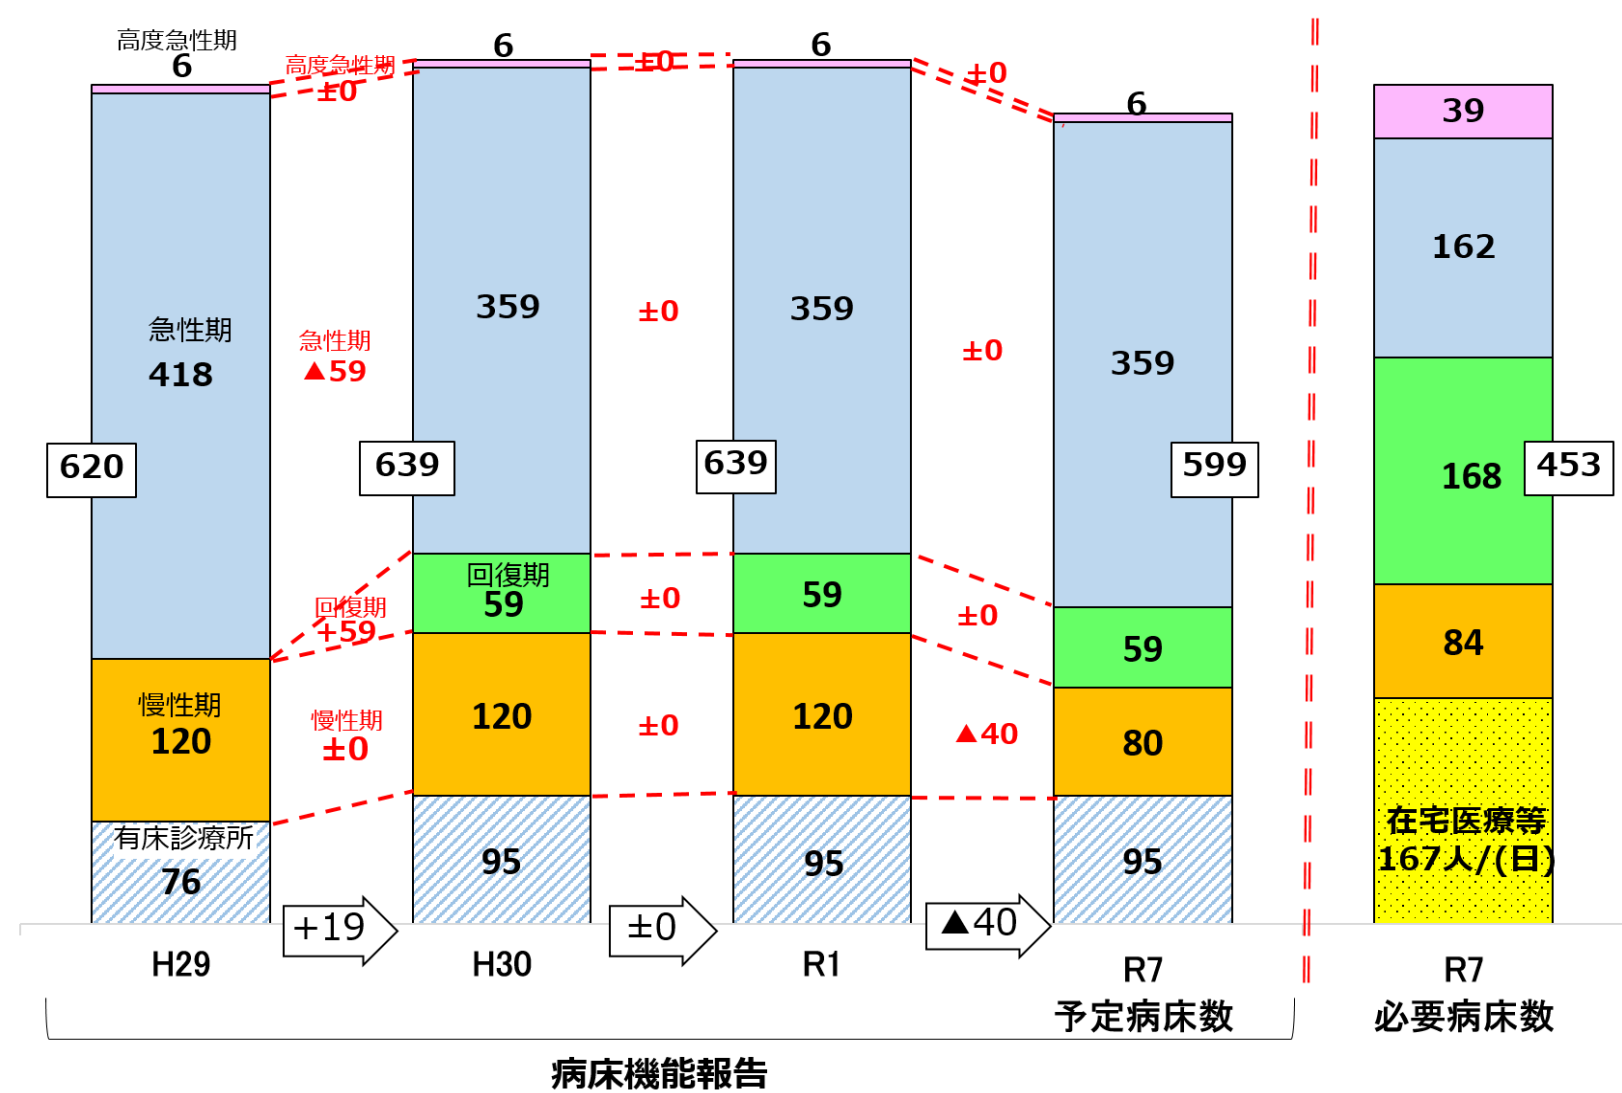 高度急性期
6
418
急性期
620
慢性期
120
有床診療所
76
H29
高度急性期
±0
急性期
▲59
回復期
+59
慢性期
±0
+19
6
359
639
回復期
59
120
95
H30
±0
±0
±0
±0
±0
6
359
639
59
120
95
R1
±0
±0
±0
▲40
▲40
6
359
599
59
80
95
R7
予定病床数
病床機能報告
39
162
168
453
84
在宅医療等
167人/(日)
R7
必要病床数